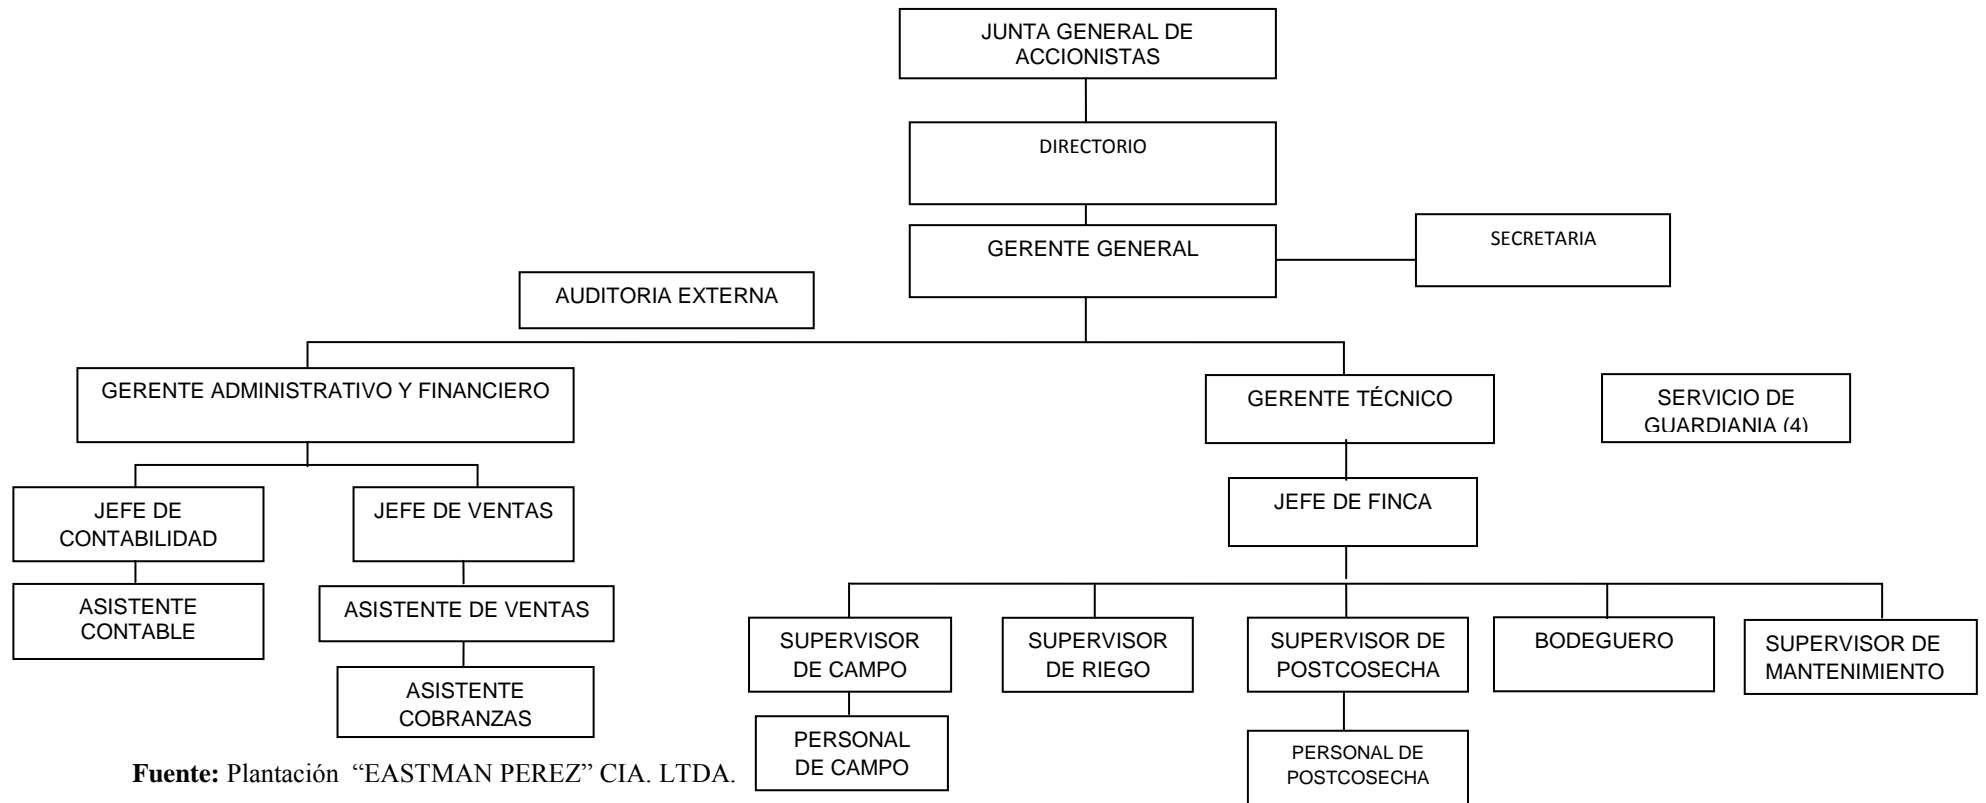 JUNTA GENERAL DE
ACCIONISTAS
DIRECTORIO
GERENTE GENERAL
SECRETARIA
AUDITORIA EXTERNA
GERENTE ADMINISTRATIVO Y FINANCIERO
GERENTE TÉCNICO
SERVICIO DE
GUARDIANIA (4)
JEFE DE
CONTABILIDAD
JEFE DE VENTAS
JEFE DE FINCA
ASISTENTE
CONTABLE
ASISTENTE DE VENTAS
ASISTENTE
COBRANZAS
SUPERVISOR
DE CAMPO
SUPERVISOR
DE RIEGO
SUPERVISOR DE
POSTCOSECHA
BODEGUERO
SUPERVISOR DE
MANTENIMIENTO
PERSONAL
DE CAMPO
PERSONAL DE
POSTCOSECHA
Fuente: Plantación “EASTMAN PEREZ” CIA. LTDA.